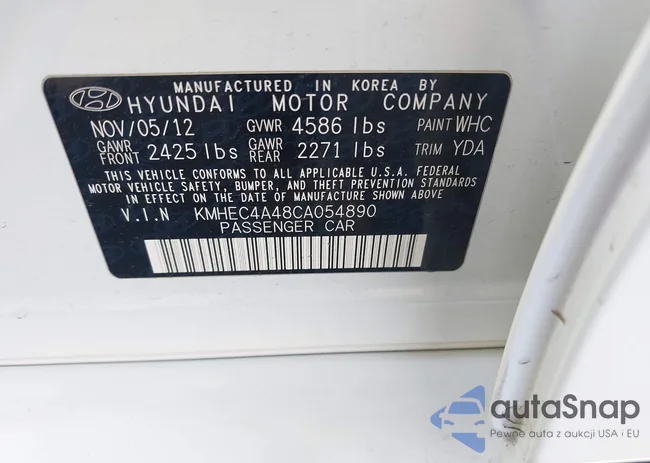 MANUFACTURED IN KOREA BY
HYUNDAI MOTOR COMPANY
NOV/05/12 GVWR 4586 lbs PAINT WHC
GAWR FRONT 2425 lbs GAWR REAR 2271 lbs TRIM YDA
THIS VEHICLE CONFORMS TO ALL APPLICABLE U.S.A. FEDERAL
MOTOR VEHICLE SAFETY, BUMPER, AND THEFT PREVENTION STANDARDS
IN EFFECT ON THE DATE OF MANUFACTURE SHOWN ABOVE
V.I.N KMHEC4A48CA054890
PASSENGER CAR
autaSnap
Pewne auta z aukcji USA i EU